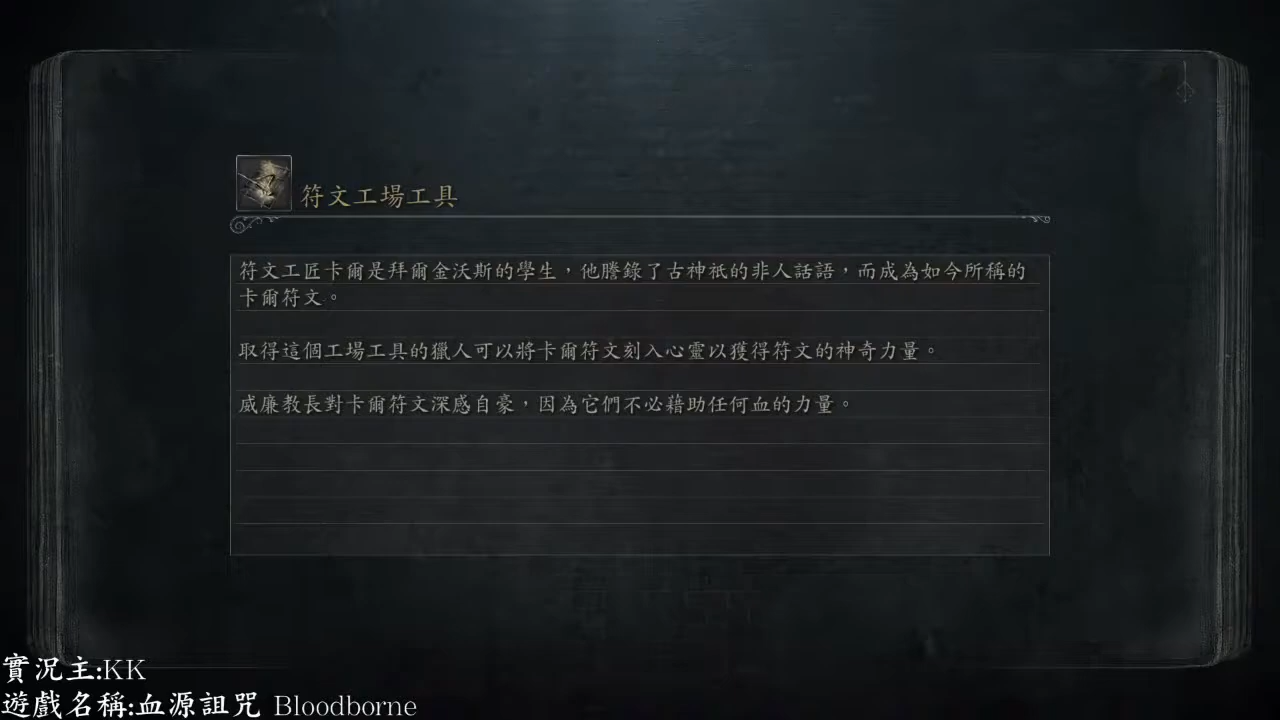 符文工場工具
符文工匠卡爾是拜爾金沃斯的學生，他謄錄了古神祇的非人話語，而成為如今所稱的
卡爾符文。
取得這個工場工具的獵人可以將卡爾符文刻入心靈以獲得符文的神奇力量。
威廉教長對卡爾符文深感自豪，因為它們不必藉助任何血的力量。
實況主:KK
遊戲名稱:血源詛咒 Bloodborne